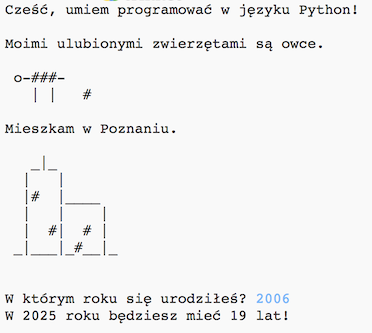 Cześć, umiem programować w języku Python!
Moimi ulubionymi zwierzętami są owce.
o-###-
  | |   #
Mieszkam w Poznaniu.
   _|_
  |   |
  |#  |____
  |   |    |
  |  #|  # |
 _|___|_#__|_
W którym roku się urodziłeś? 2006
W 2025 roku będziesz mieć 19 lat!